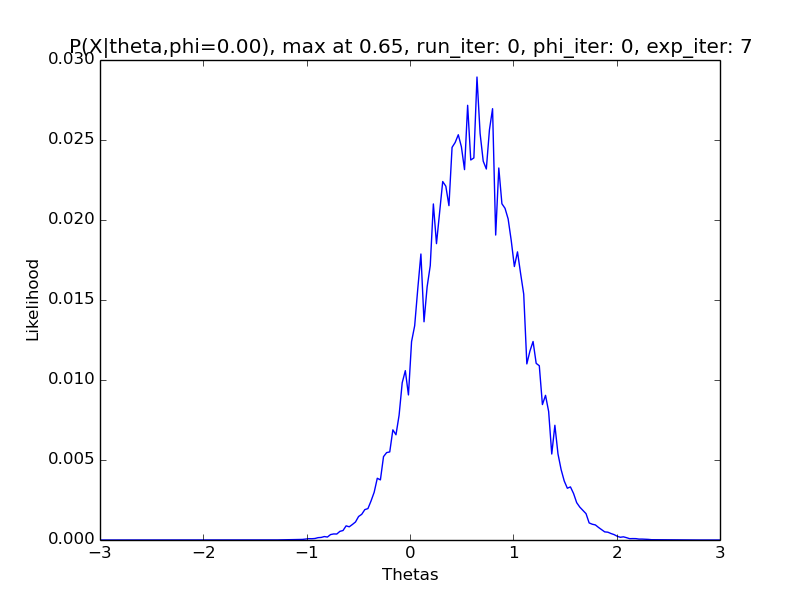 P(X|theta,phi=0.00), max at 0.65, run_iter: 0, phi_iter: 0, exp_iter: 7
0.030
0.025
0.020
0.015
0.010
0.005
0.000
Likelihood
−3 −2 −1 0 1 2 3
Thetas